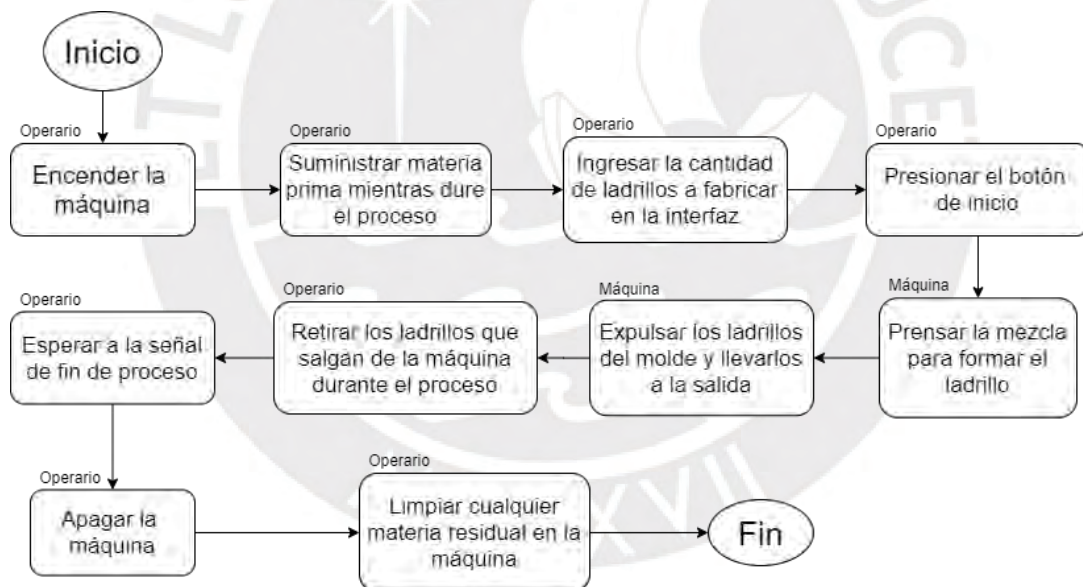 Inicio
Operario
Encender la
máquina
Operario
Suministrar materia
prima mientras dure
el proceso
Operario
Ingresar la cantidad
de ladrillos a fabricar
en la interfaz
Operario
Presionar el botón
de inicio
Máquina
Prensar la mezcla
para formar el
ladrillo
Máquina
Expulsar los ladrillos
del molde y llevarlos
a la salida
Operario
Retirar los ladrillos que
salgan de la máquina
durante el proceso
Operario
Esperar a la señal
de fin de proceso
Operario
Apagar la
máquina
Operario
Limpiar cualquier
materia residual en la
máquina
Fin